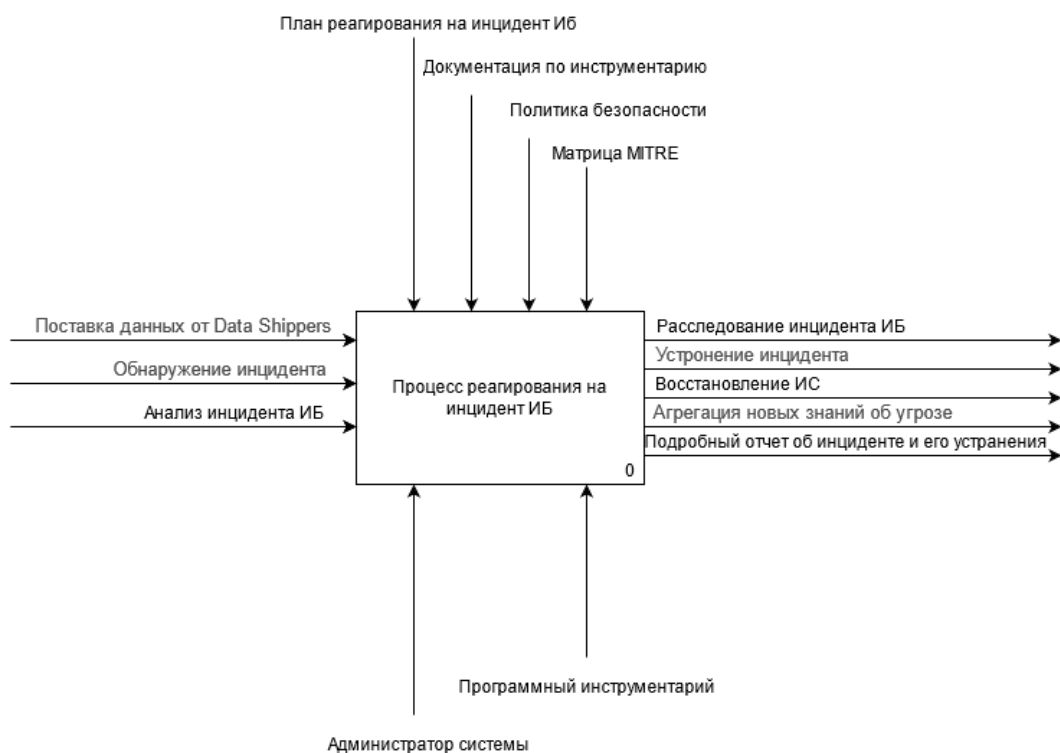 План реагирования на инцидент Иб
Документация по инструментарию
Политика безопасности
Матрица MITRE
Поставка данных от Data Shippers
Обнаружение инцидента
Анализ инцидента ИБ
Процесс реагирования на
инцидент ИБ
0
Расследование инцидента ИБ
Устронение инцидента
Восстановление ИС
Агрегация новых знаний об угрозе
Подробный отчет об инциденте и его устранения
Программный инструментарий
Администратор системы